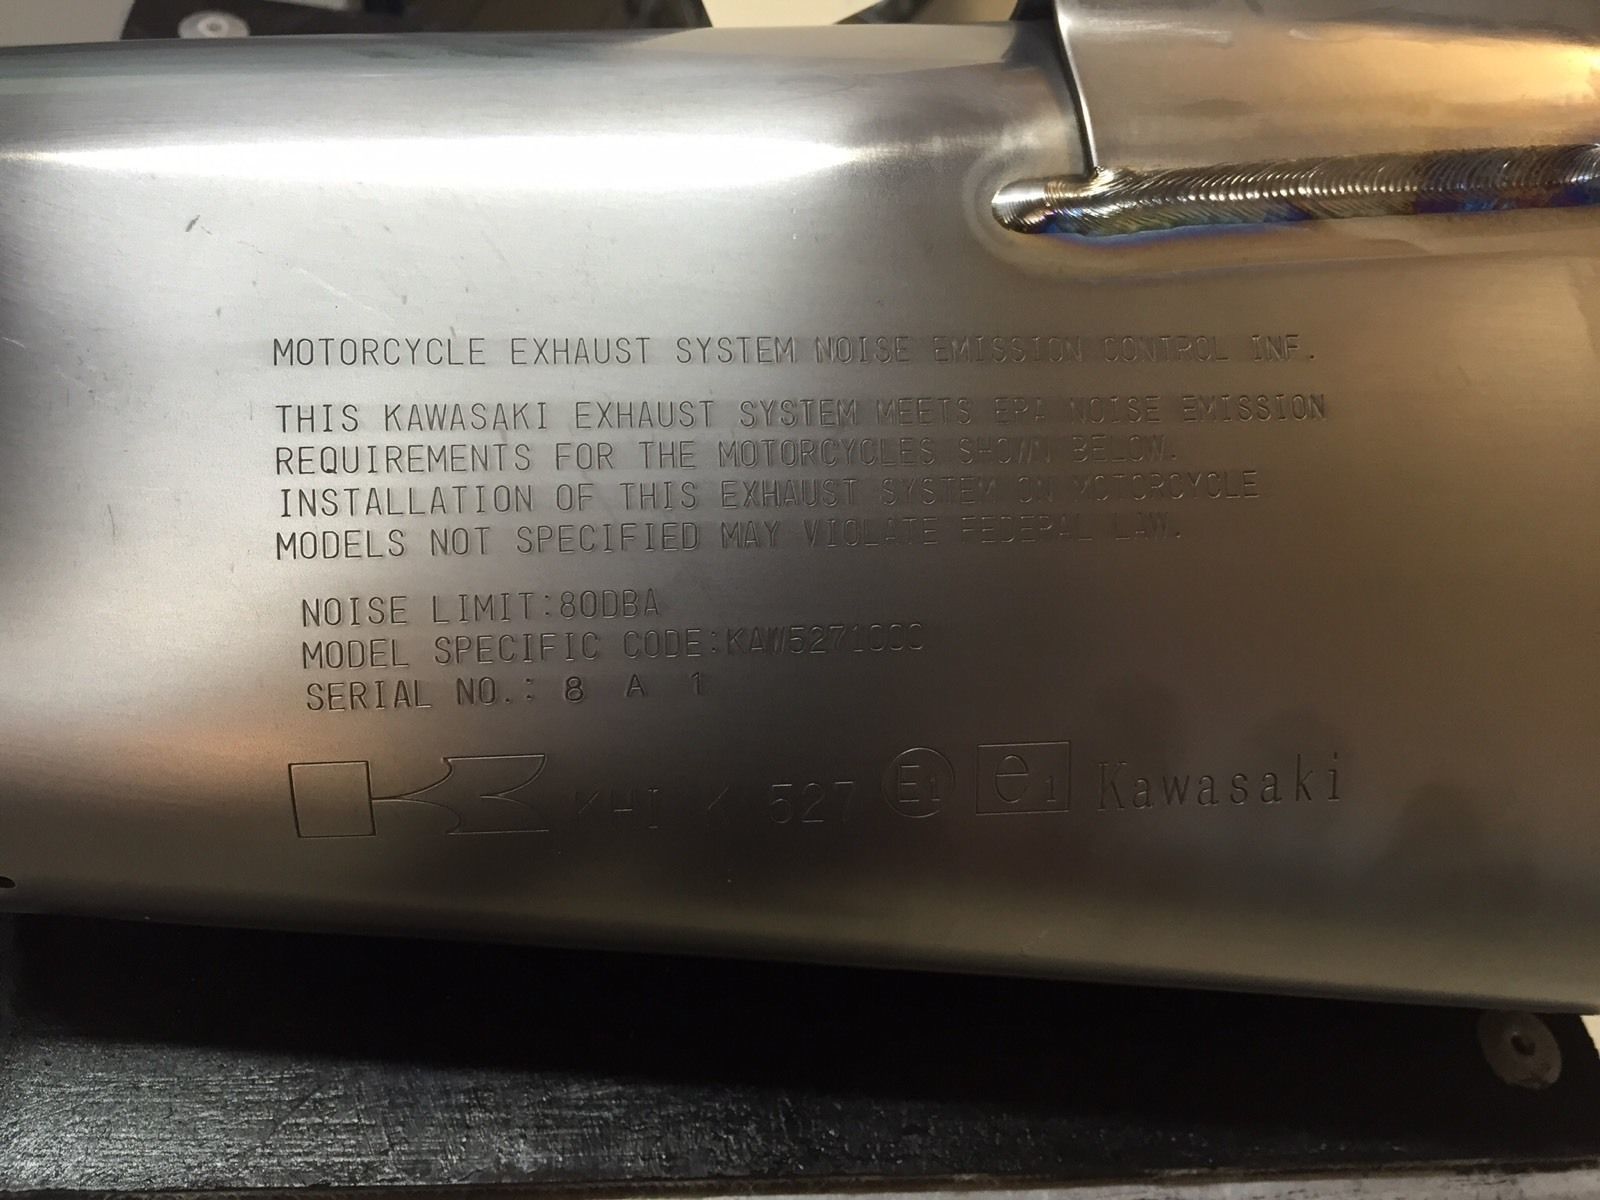 MOTORCYCLE EXHAUST SYSTEM NOISE EMISSION CONTROL INF.
THIS KAWASAKI EXHAUST SYSTEM MEETS EPA NOISE EMISSION
REQUIREMENTS FOR THE MOTORCYCLES SHOWN BELOW.
INSTALLATION OF THIS EXHAUST SYSTEM ON MOTORCYCLE
MODELS NOT SPECIFIED MAY VIOLATE FEDERAL LAW.
NOISE LIMIT:80DBA
MODEL SPECIFIC CODE:KAW5271000
SERIAL NO.: 8 A 1
KHI K 527 E1 e1 Kawasaki